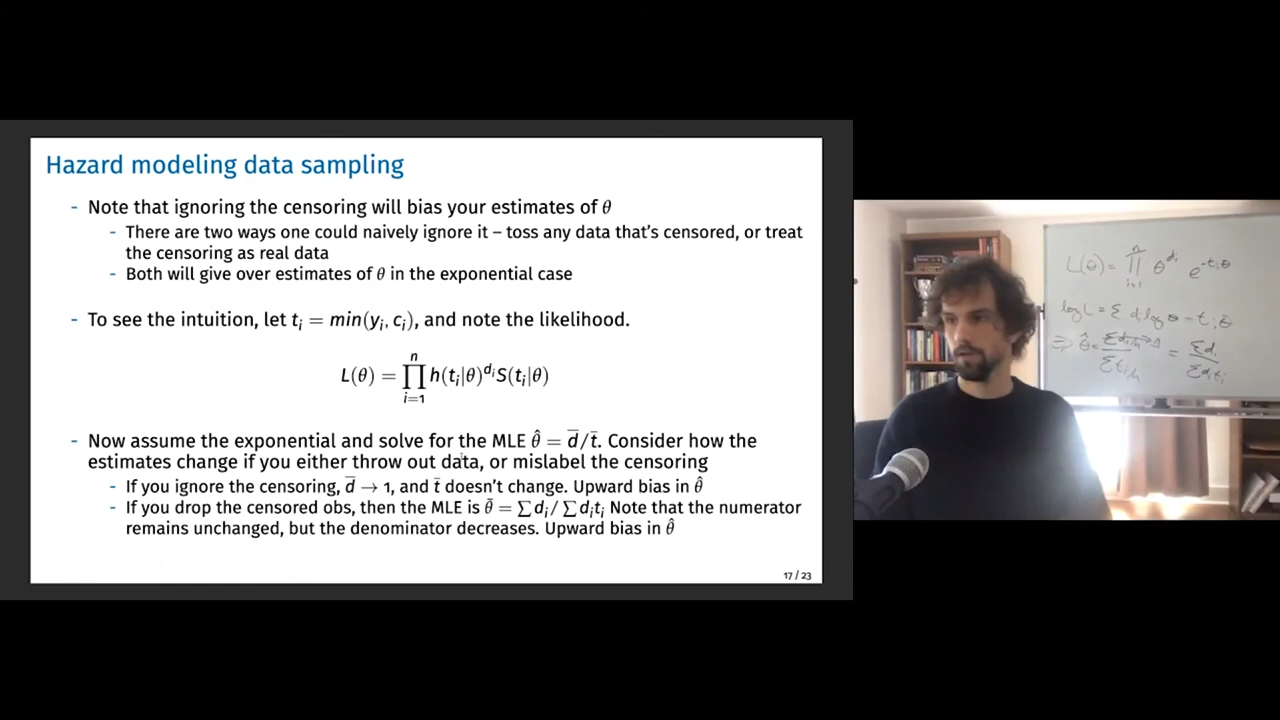 Hazard modeling data sampling
- Note that ignoring the censoring will bias your estimates of θ
- There are two ways one could naively ignore it – toss any data that's censored, or treat
the censoring as real data
- Both will give over estimates of θ in the exponential case
- To see the intuition, let tᵢ = min(yᵢ, cᵢ), and note the likelihood.
L(θ) = ∏ⁿᵢ₌₁ h(tᵢ|θ)^dᵢ S(tᵢ|θ)
- Now assume the exponential and solve for the MLE θ̂ = d̅/t̅. Consider how the
estimates change if you either throw out data, or mislabel the censoring
- If you ignore the censoring, d̅ → 1, and t̅ doesn't change. Upward bias in θ̂
- If you drop the censored obs, then the MLE is θ̄ = ∑ dᵢ/ ∑ dᵢtᵢ Note that the numerator
remains unchanged, but the denominator decreases. Upward bias in θ̂
17 / 23
L(θ) = ∏ⁿᵢ₌₁ θ^dᵢ e^-tᵢθ
log L = Σ dᵢ log θ - tᵢθ
= Σdᵢ / Σdᵢtᵢ